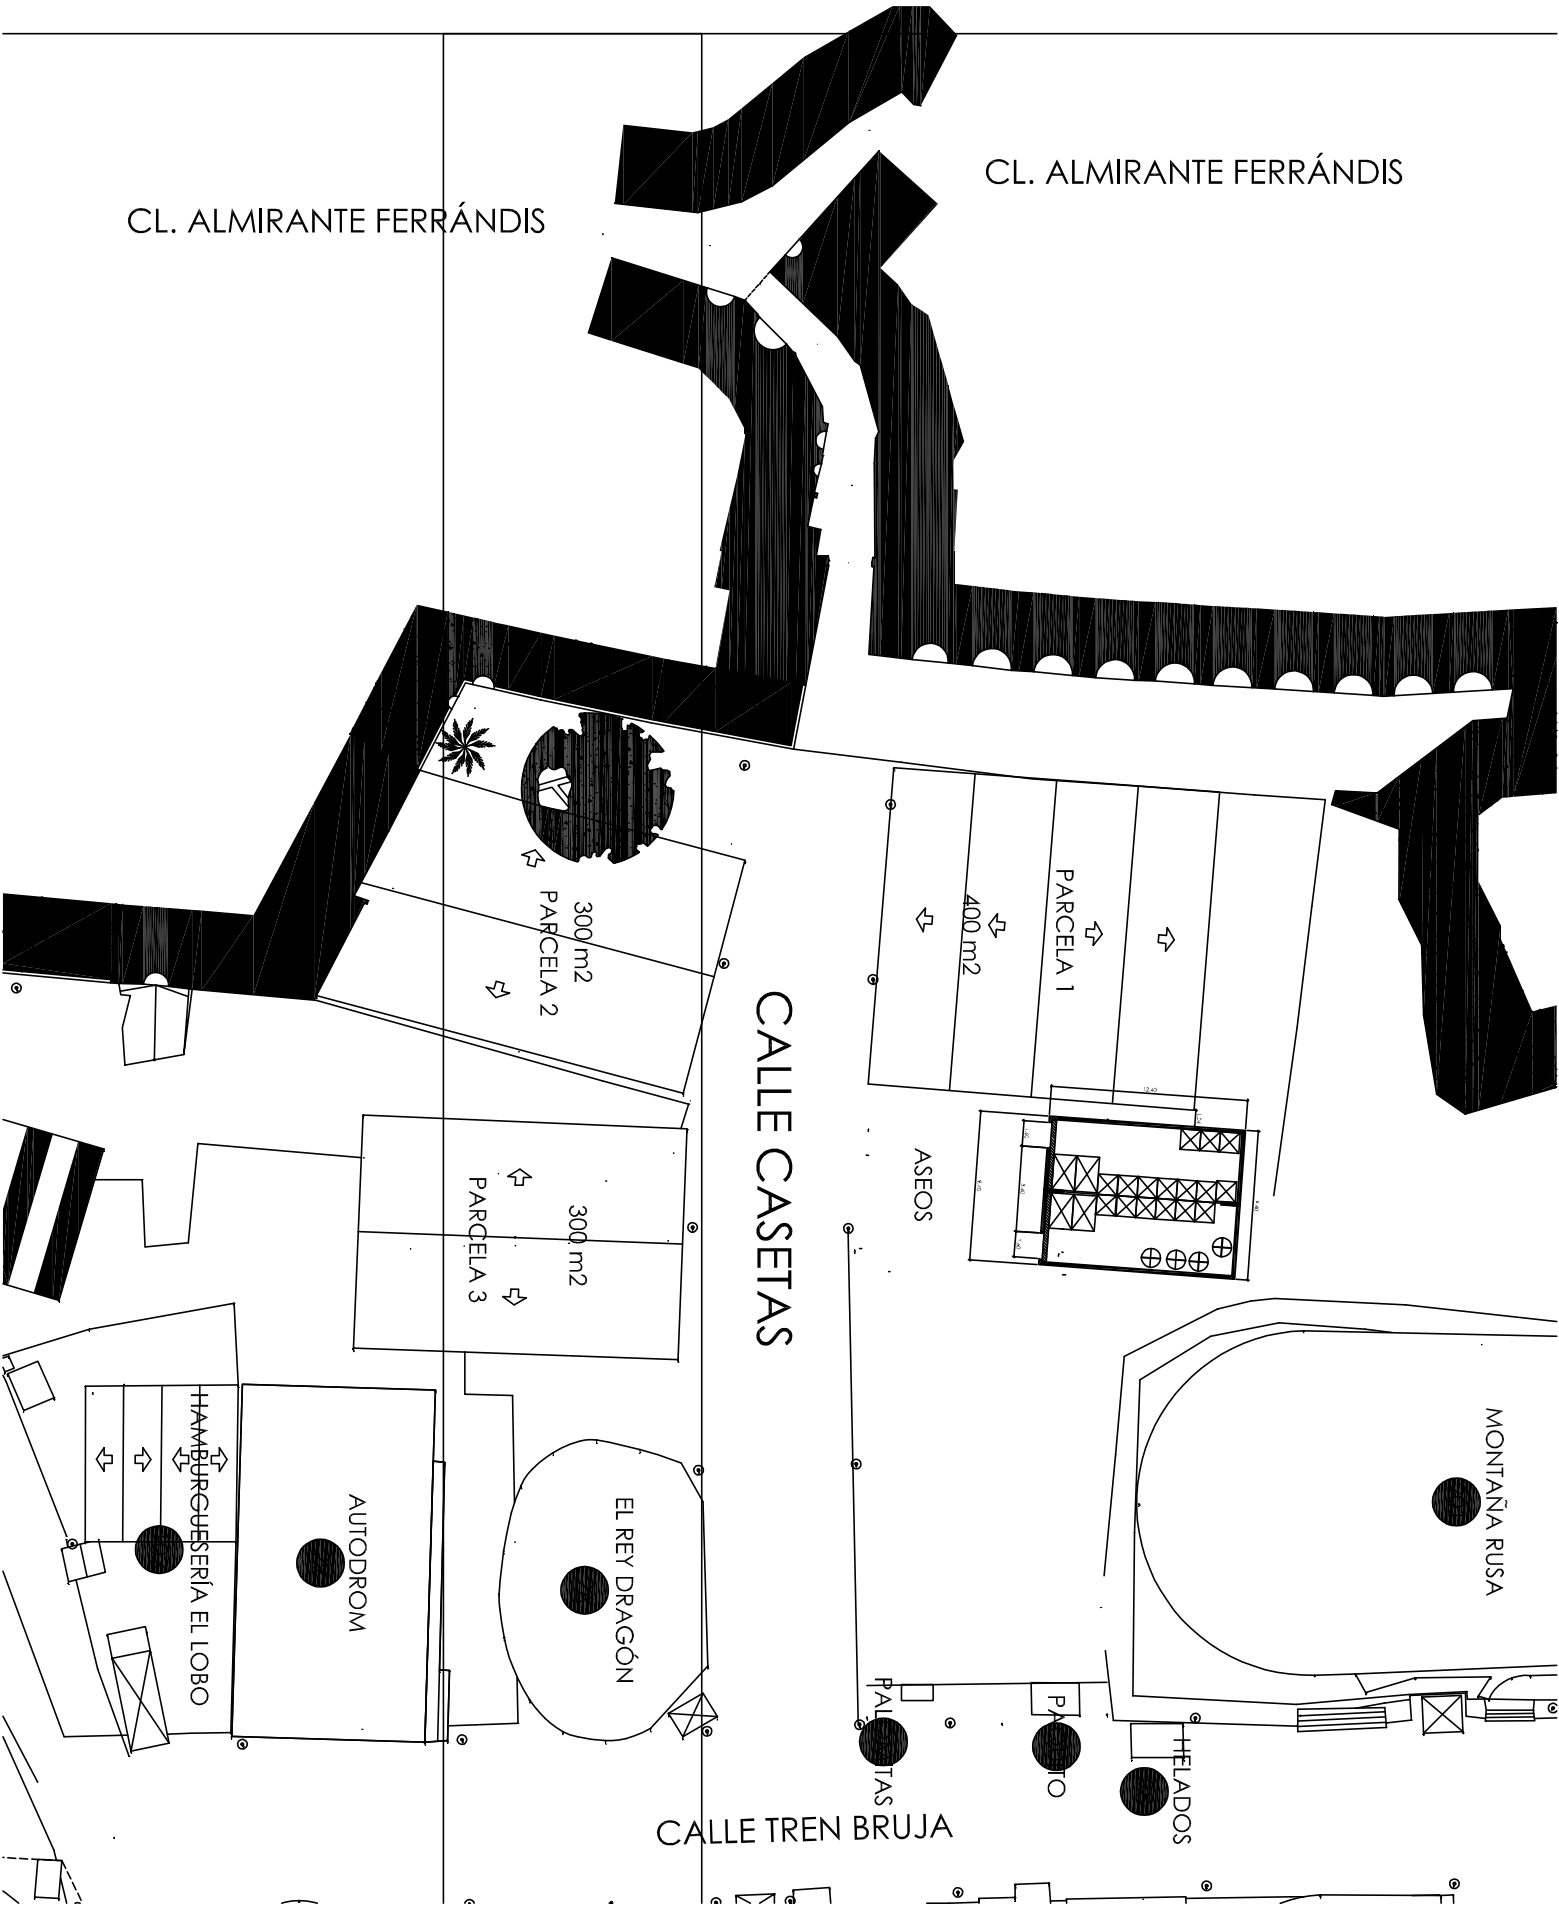 CL. ALMIRANTE FERRÁNDIS
CL. ALMIRANTE FERRÁNDIS
PARCELA 1
400 m2
300 m2
PARCELA 2
CALLE CASETAS
12.40
ASEOS
300 m2
PARCELA 3
MONTAÑA RUSA
HAMBURGUESERÍA EL LOBO
AUTODROM
EL REY DRAGÓN
HELADOS
CALLE TREN BRUJA